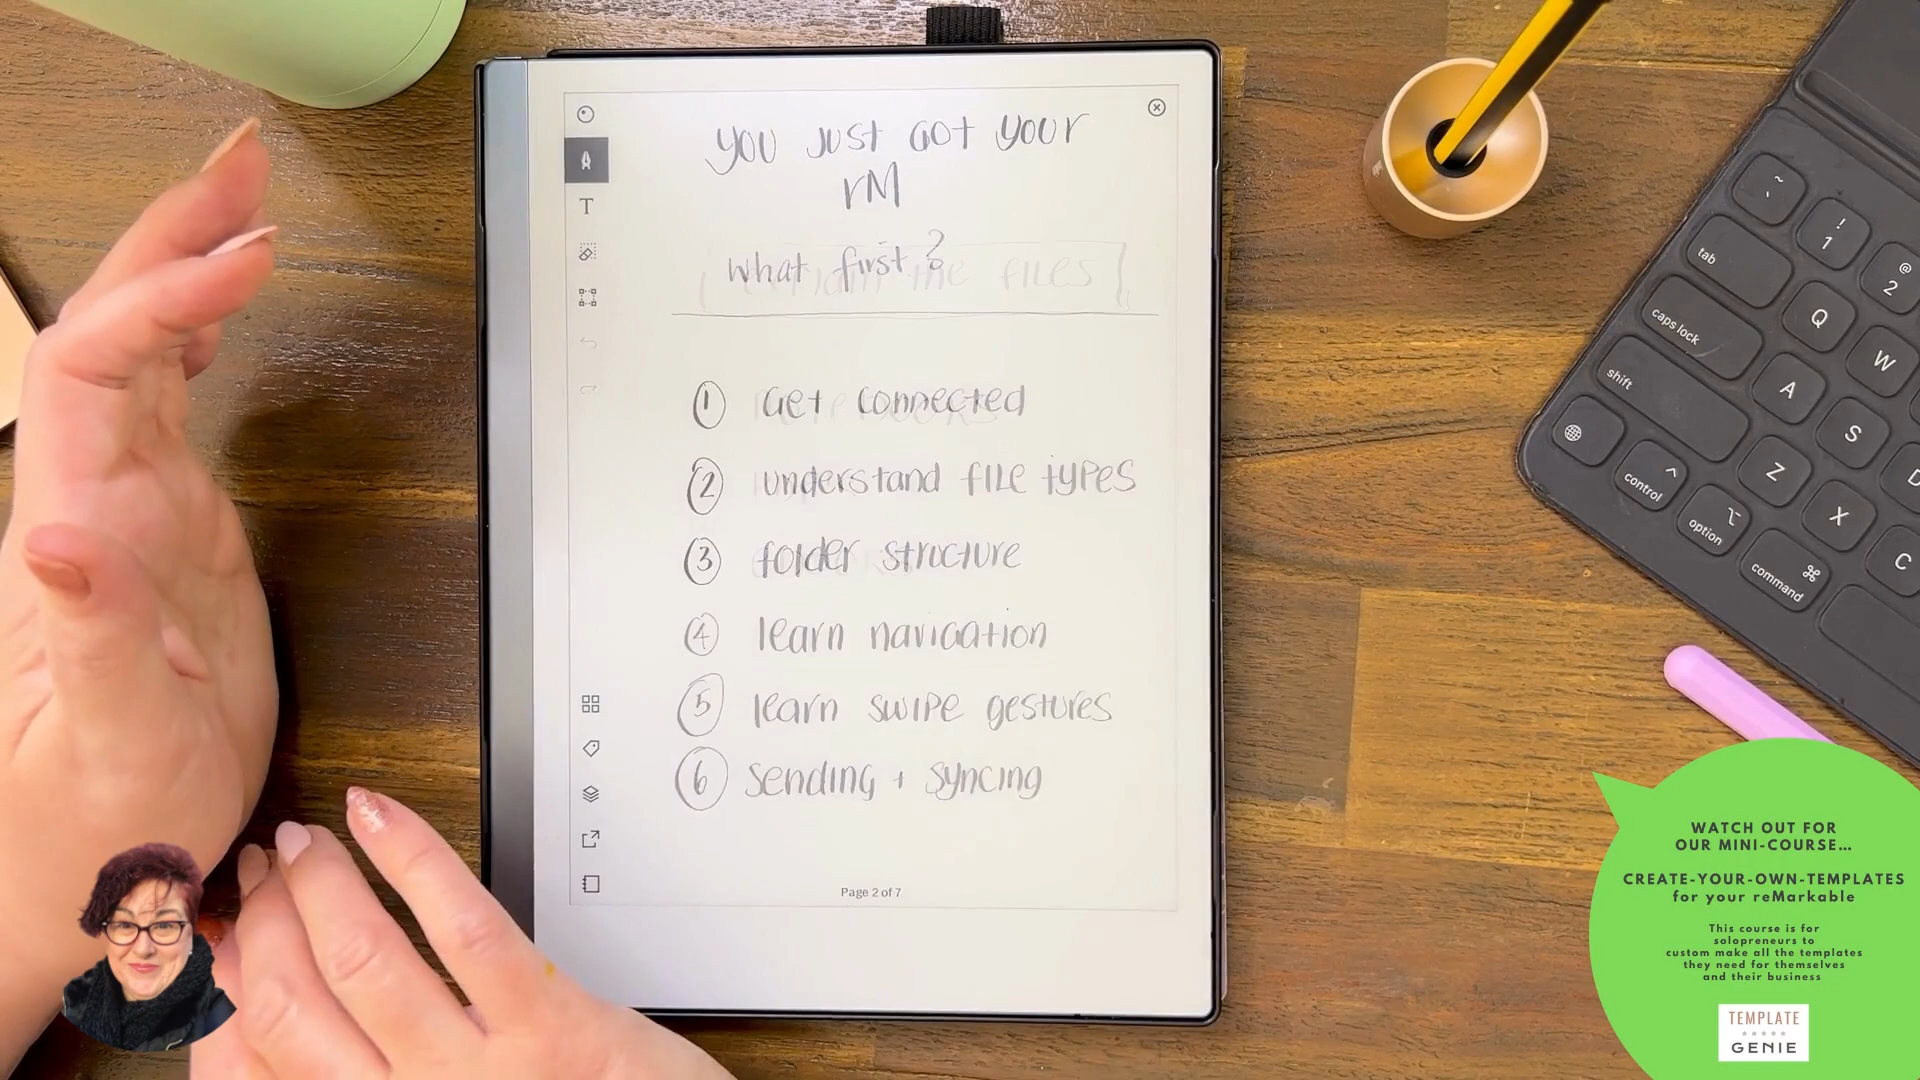 you just Got your
rM
what first?
the files
1 Get connected
2 understand file types
3 folder structure
4 learn navigation
5 learn swipe gestures
6 sending + syncing
Page 2 of 7
T
~
`
!
1
@
2
tab
Q
W
caps lock
A
S
D
shift
Z
X
C
^
control
⌥
option
⌘
command
WATCH OUT FOR
OUR MINI-COURSE...
CREATE-YOUR-OWN-TEMPLATES
for your reMarkable
This course is for
solopreneurs to
custom make all the templates
they need for themselves
and their business
TEMPLATE
GENIE